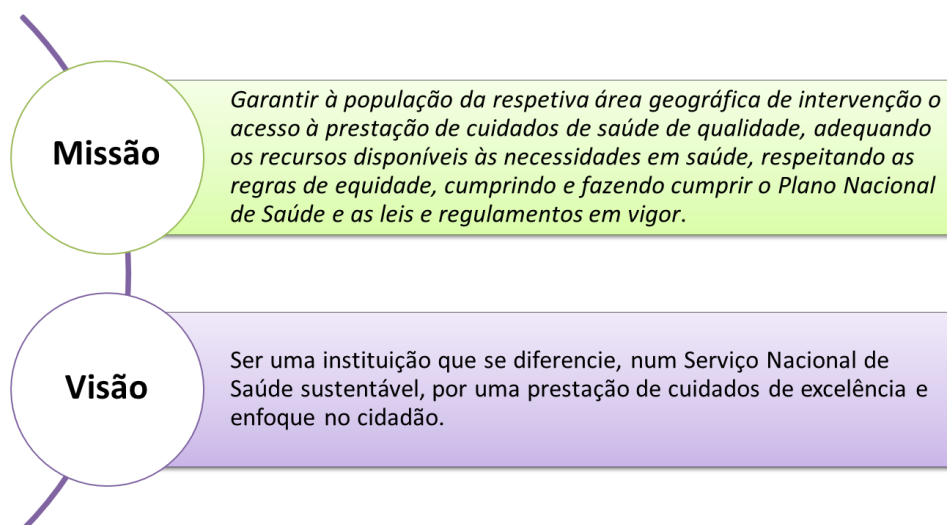 Missão
Garantir à população da respetiva área geográfica de intervenção o
acesso à prestação de cuidados de saúde de qualidade, adequando
os recursos disponíveis às necessidades em saúde, respeitando as
regras de equidade, cumprindo e fazendo cumprir o Plano Nacional
de Saúde e as leis e regulamentos em vigor.
Visão
Ser uma instituição que se diferencie, num Serviço Nacional de
Saúde sustentável, por uma prestação de cuidados de excelência e
enfoque no cidadão.